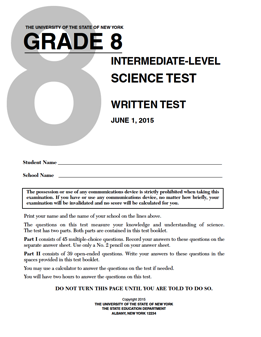 THE UNIVERSITY OF THE STATE OF NEW YORK
GRADE 8
8
INTERMEDIATE-LEVEL
SCIENCE TEST
WRITTEN TEST
JUNE 1, 2015
Student Name
School Name
The possession or use of any communications device is strictly prohibited when taking this
examination. If you have or use any communications device, no matter how briefly, your
examination will be invalidated and no score will be calculated for you.
Print your name and the name of your school on the lines above.
The questions on this test measure your knowledge and understanding of science.
The test has two parts. Both parts are contained in this test booklet.
Part I consists of 45 multiple-choice questions. Record your answers to these questions on the
separate answer sheet. Use only a No. 2 pencil on your answer sheet.
Part II consists of 39 open-ended questions. Write your answers to these questions in the
spaces provided in this test booklet.
You may use a calculator to answer the questions on the test if needed.
You will have two hours to answer the questions on this test.
DO NOT TURN THIS PAGE UNTIL YOU ARE TOLD TO DO SO.
Copyright 2015
THE UNIVERSITY OF THE STATE OF NEW YORK
THE STATE EDUCATION DEPARTMENT
ALBANY, NEW YORK 12234